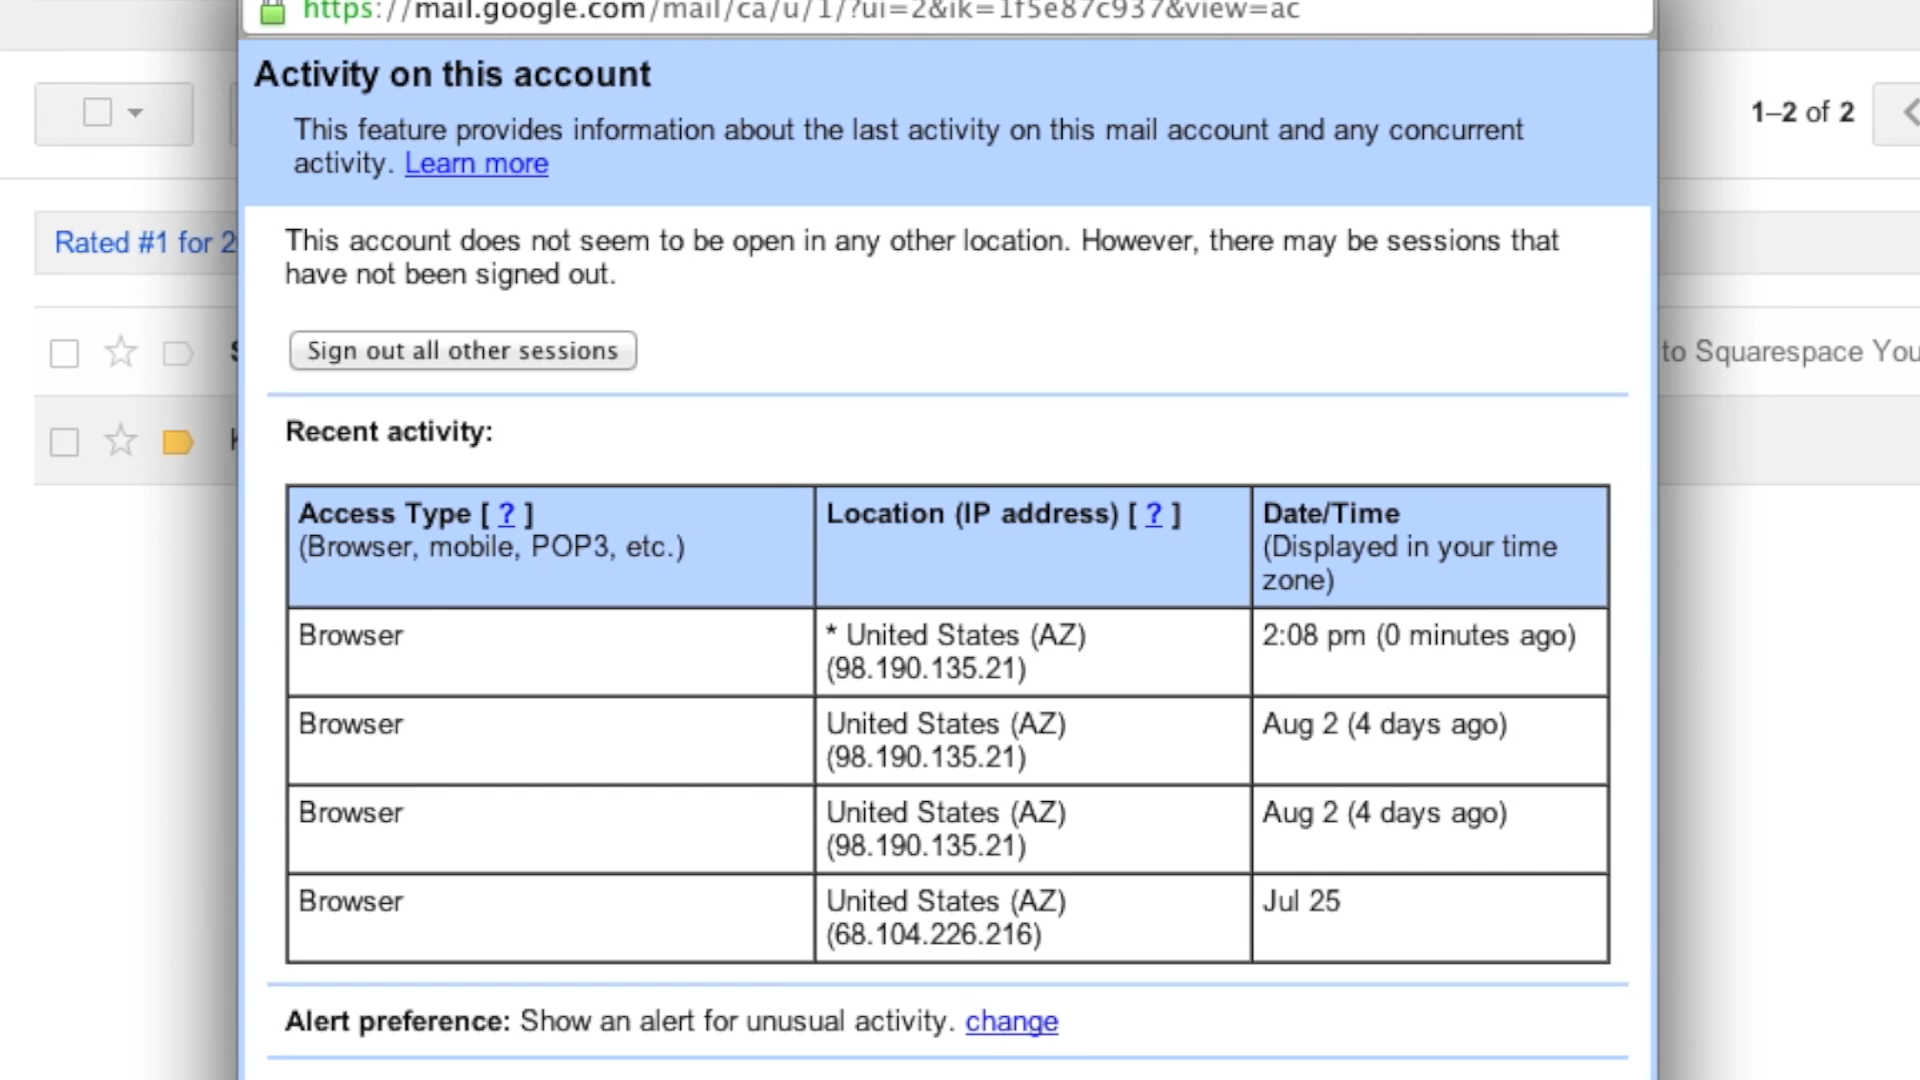 https://mail.google.com/mail/ca/u/1/?ui=2&ik=1f5e87c937&view=ac
Activity on this account
This feature provides information about the last activity on this mail account and any concurrent
activity. Learn more
1–2 of 2
Rated #1 for 2
This account does not seem to be open in any other location. However, there may be sessions that
have not been signed out.
Sign out all other sessions
to Squarespace You
Recent activity:
Access Type [ ? ]
(Browser, mobile, POP3, etc.)
Location (IP address) [ ? ]
Date/Time
(Displayed in your time
zone)
Browser
* United States (AZ)
(98.190.135.21)
2:08 pm (0 minutes ago)
Browser
United States (AZ)
(98.190.135.21)
Aug 2 (4 days ago)
Browser
United States (AZ)
(98.190.135.21)
Aug 2 (4 days ago)
Browser
United States (AZ)
(68.104.226.216)
Jul 25
Alert preference: Show an alert for unusual activity. change